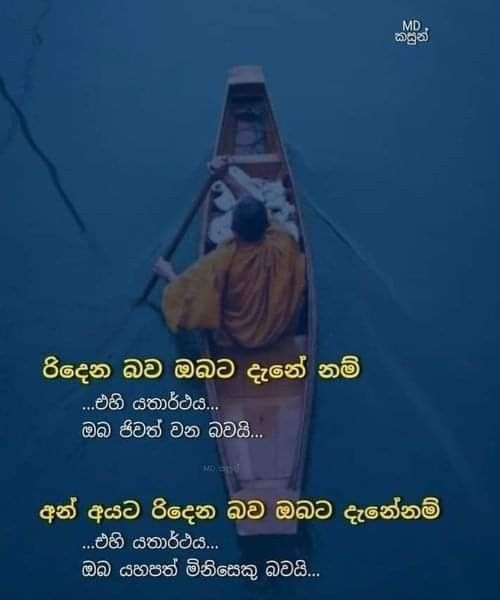 MD
කසුන්
රිදෙන බව ඔබට දැනේ නම්
...එහි යතාර්ථය...
ඔබ ජිවත් වන බවයි...
MD කසුන්
අන් අයට රිදෙන බව ඔබට දැනේනම්
...එහි යතාර්ථය...
ඔබ යහපත් මිනිසෙකු බවයි...